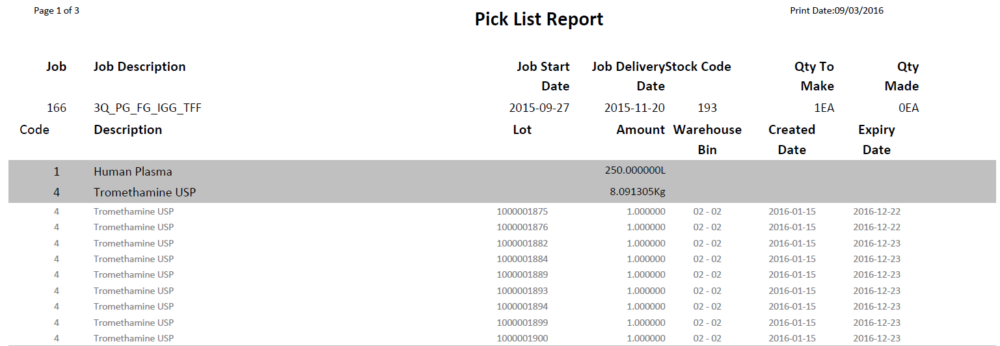 Page 1 of 3
Pick List Report
Print Date:09/03/2016
Job Job Description Job Start Date Job Delivery Date Stock Code Qty To Make Qty Made
166 3Q_PG_FG_IGG_TFF 2015-09-27 2015-11-20 193 1EA 0EA
Code Description Lot Amount Warehouse Bin Created Date Expiry Date
1 Human Plasma 250.000000L
4 Tromethamine USP 8.091305Kg
4 Tromethamine USP 1000001875 1.000000 02 - 02 2016-01-15 2016-12-22
4 Tromethamine USP 1000001876 1.000000 02 - 02 2016-01-15 2016-12-22
4 Tromethamine USP 1000001882 1.000000 02 - 02 2016-01-15 2016-12-23
4 Tromethamine USP 1000001884 1.000000 02 - 02 2016-01-15 2016-12-23
4 Tromethamine USP 1000001889 1.000000 02 - 02 2016-01-15 2016-12-23
4 Tromethamine USP 1000001893 1.000000 02 - 02 2016-01-15 2016-12-23
4 Tromethamine USP 1000001894 1.000000 02 - 02 2016-01-15 2016-12-23
4 Tromethamine USP 1000001899 1.000000 02 - 02 2016-01-15 2016-12-23
4 Tromethamine USP 1000001900 1.000000 02 - 02 2016-01-15 2016-12-23